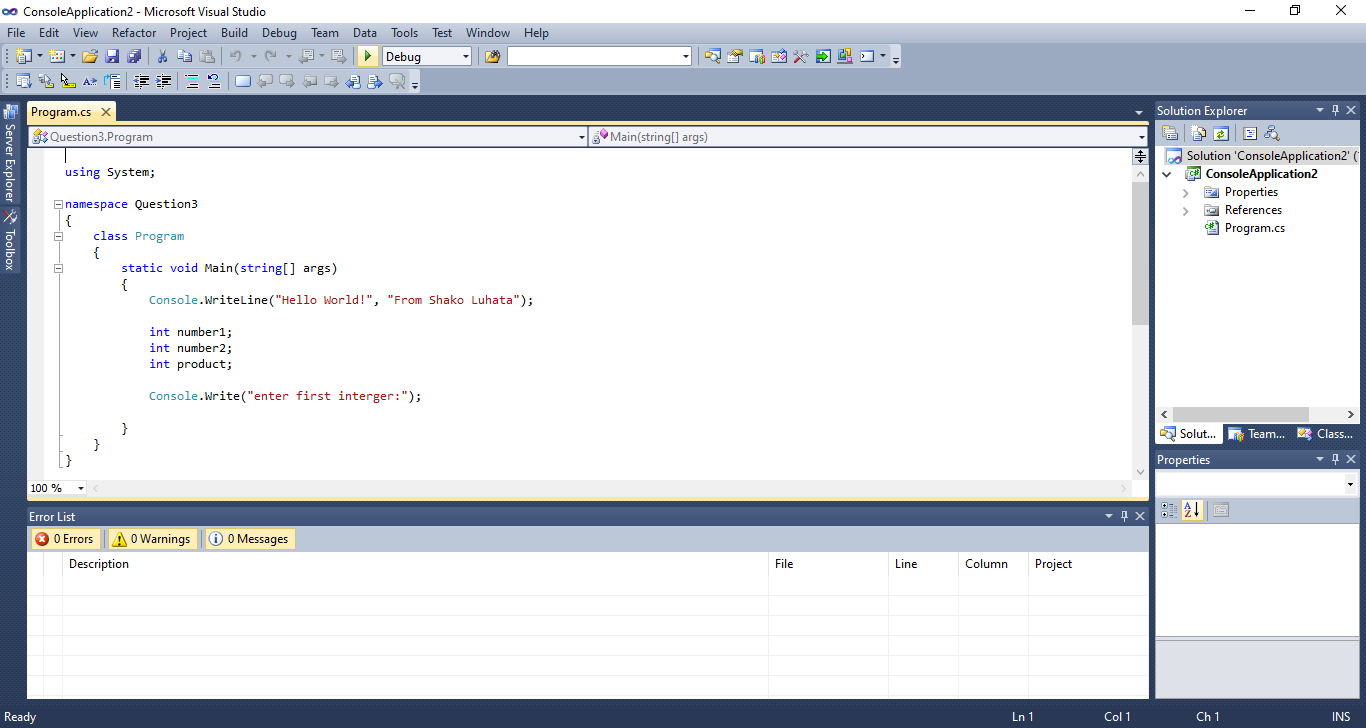 ConsoleApplication2 - Microsoft Visual Studio
File Edit View Refactor Project Build Debug Team Data Tools Test Window Help
Debug
Server Explorer
Toolbox
Program.cs
Question3.Program
Main(string[] args)
using System;
namespace Question3
{
class Program
{
static void Main(string[] args)
{
Console.WriteLine("Hello World!", "From Shako Luhata");
int number1;
int number2;
int product;
Console.Write("enter first interger:");
}
}
}
100 %
Solution Explorer
Solution 'ConsoleApplication2' (
ConsoleApplication2
Properties
References
Program.cs
Solut... Team... Class...
Properties
Error List
0 Errors 0 Warnings 0 Messages
Description File Line Column Project
Ready Ln 1 Col 1 Ch 1 INS